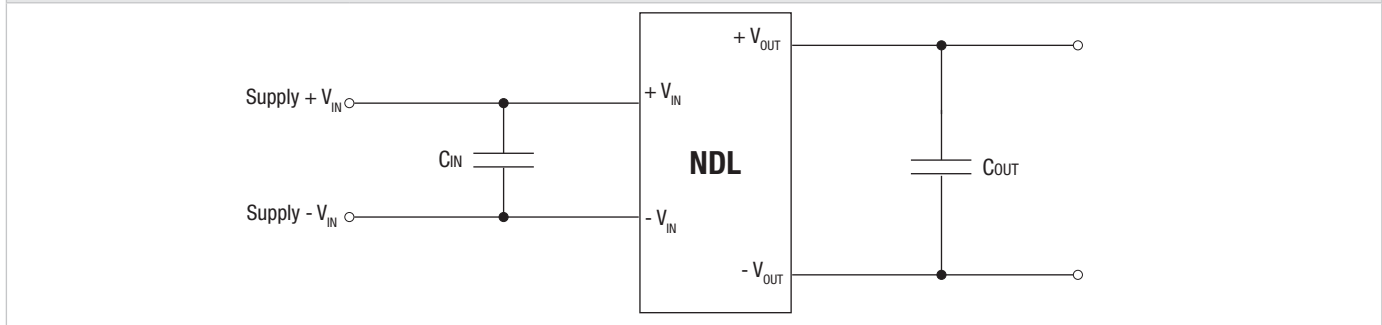 + VOUT
Supply + VIN
+ VIN
CIN
NDL
COUT
Supply - VIN
- VIN
- VOUT